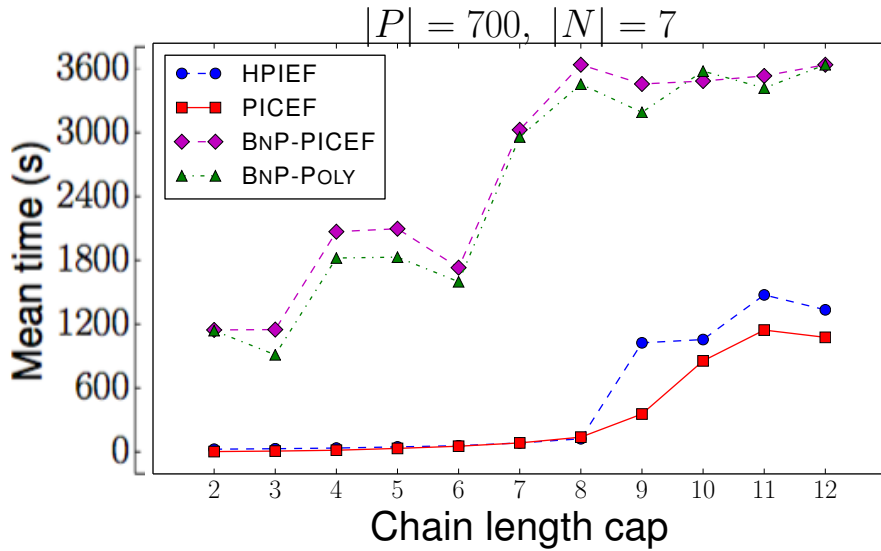 |P| = 700, |N| = 7
HPIEF
PICEF
BNP-PICEF
BNP-POLY
Mean time (s)
3600
3000
2400
1800
1200
600
0
2 3 4 5 6 7 8 9 10 11 12
Chain length cap